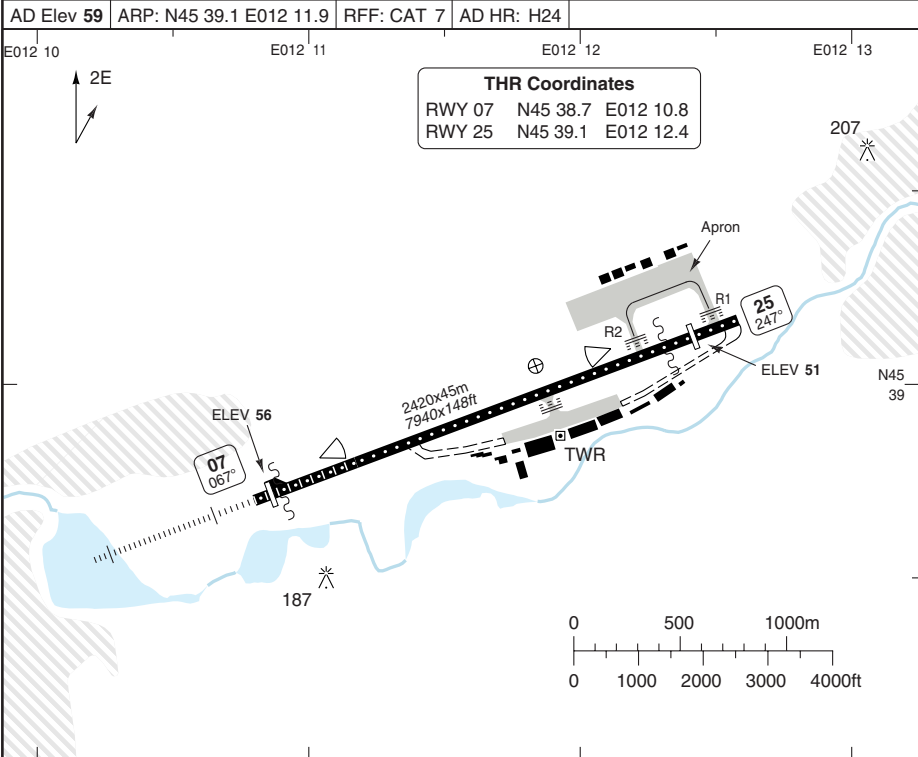 AD Elev 59 ARP: N45 39.1 E012 11.9 RFF: CAT 7 AD HR: H24
E012 10 E012 11 E012 12 E012 13
2E
THR Coordinates
RWY 07 N45 38.7 E012 10.8
RWY 25 N45 39.1 E012 12.4
207
Apron
R1
25
247°
R2
ELEV 51
N45
39
2420x45m
7940x148ft
ELEV 56
TWR
07
067°
187
0 500 1000m
0 1000 2000 3000 4000ft